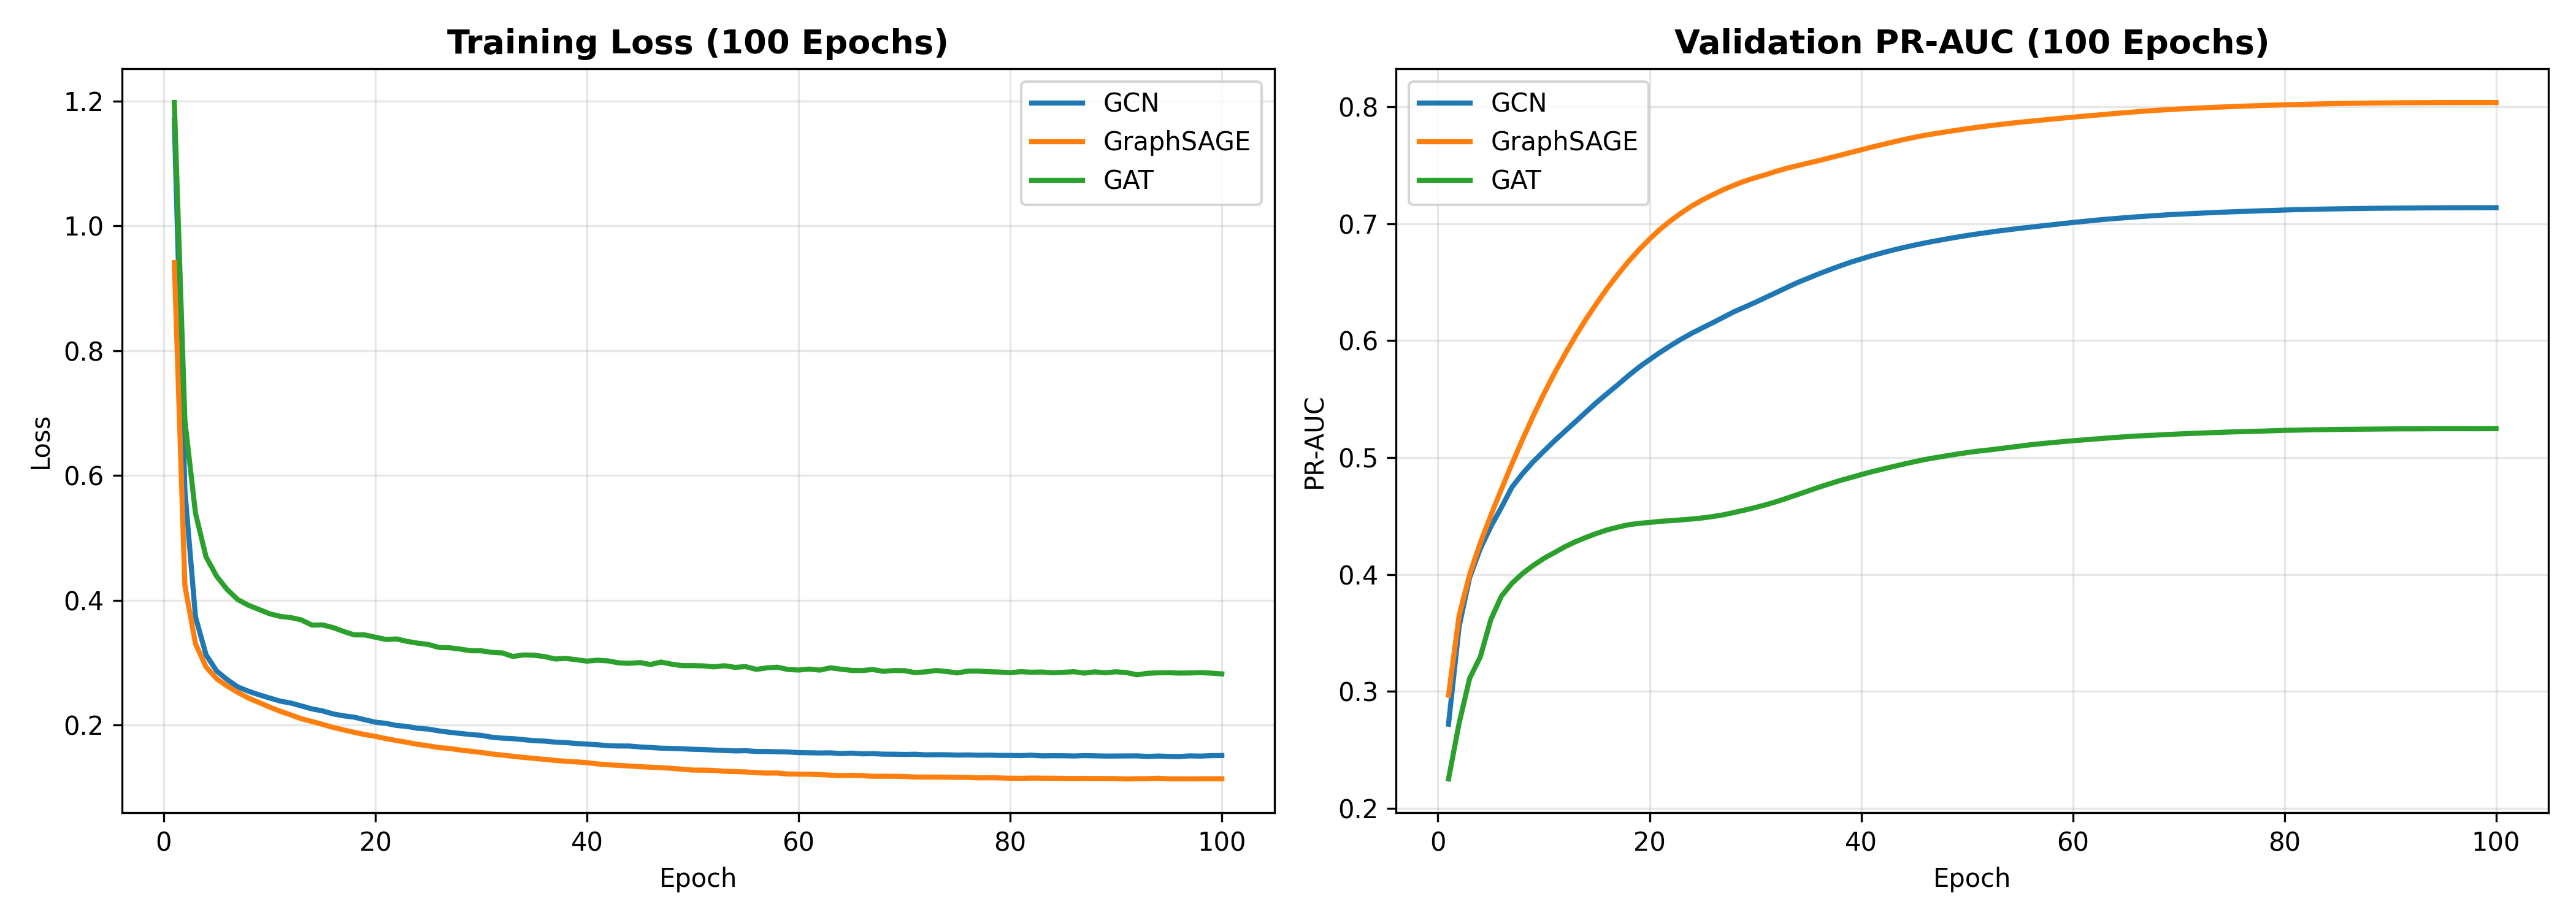 Training Loss (100 Epochs)
1.2
1.0
0.8
0.6
0.4
0.2
Loss
0
20
40
60
80
100
Epoch
GCN
GraphSAGE
GAT
Validation PR-AUC (100 Epochs)
0.8
0.7
0.6
0.5
0.4
0.3
0.2
PR-AUC
0
20
40
60
80
100
Epoch
GCN
GraphSAGE
GAT